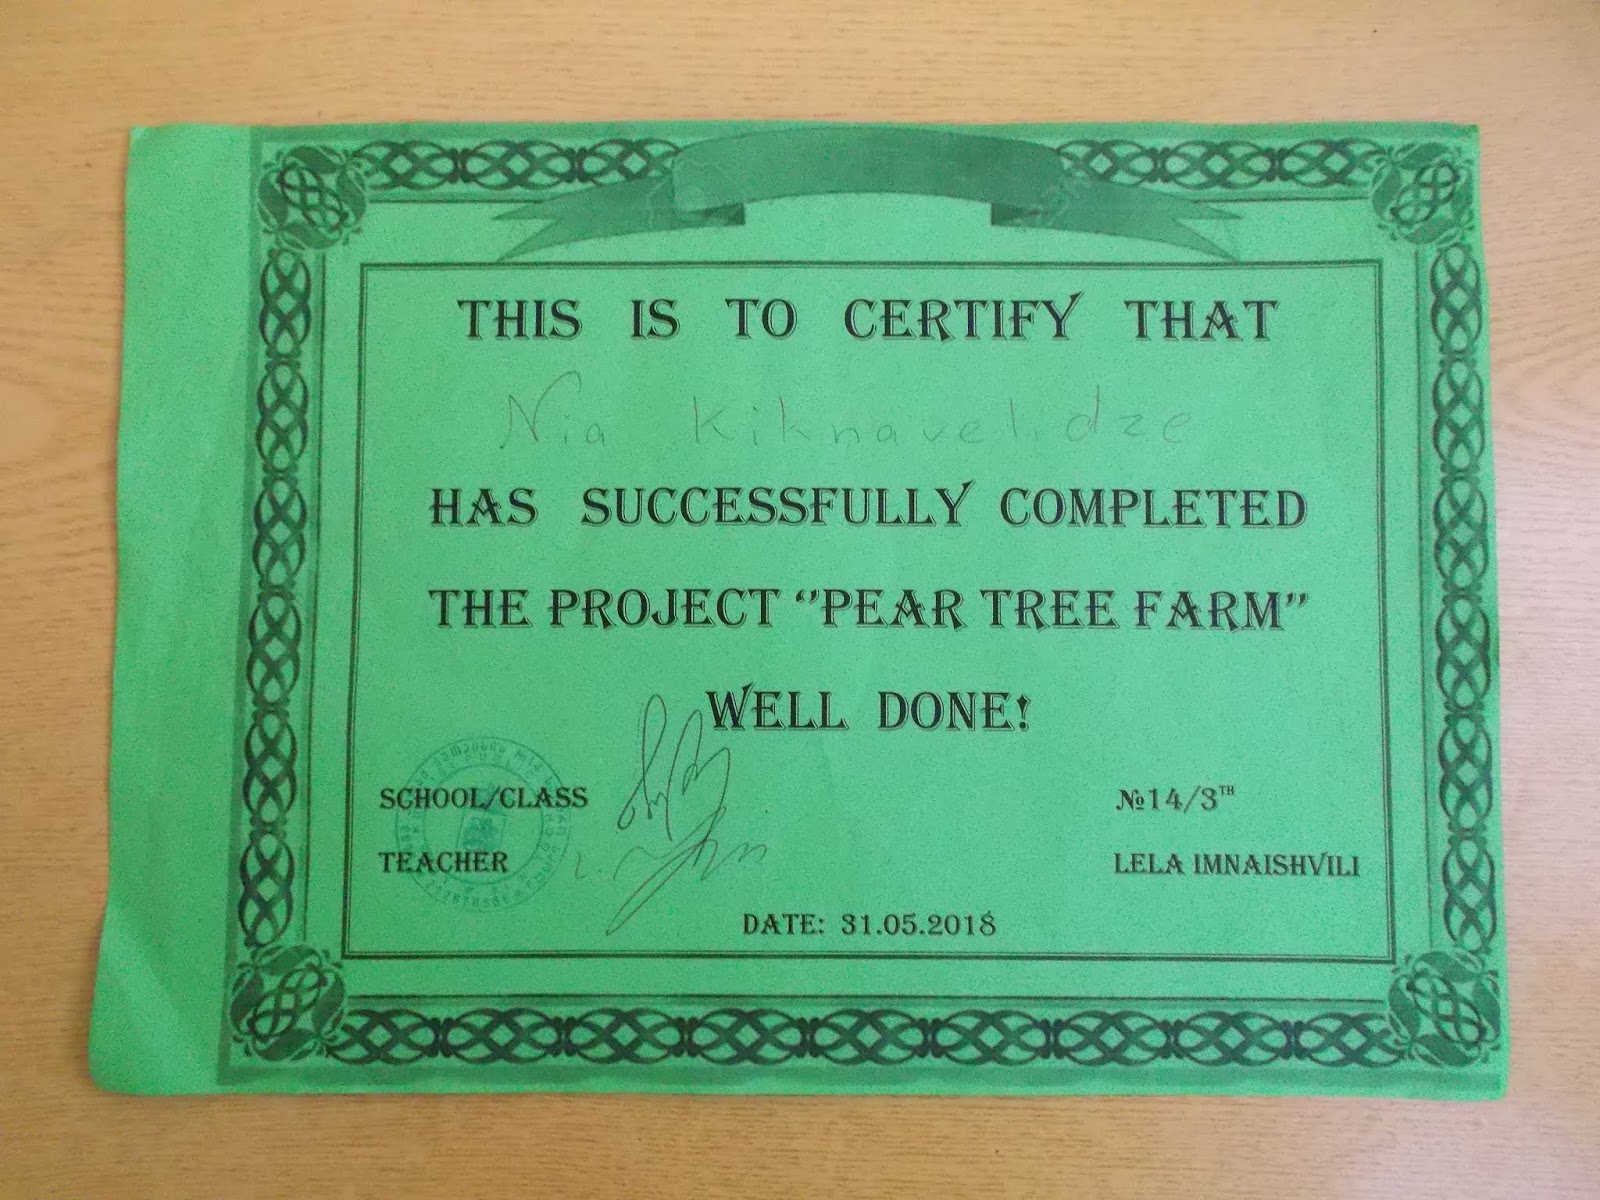 THIS IS TO CERTIFY THAT
Nia Kiknavelidze
HAS SUCCESSFULLY COMPLETED
THE PROJECT “PEAR TREE FARM”
WELL DONE!
SCHOOL/CLASS №14/3TH
TEACHER LELA IMNAISHVILI
DATE: 31.05.2018